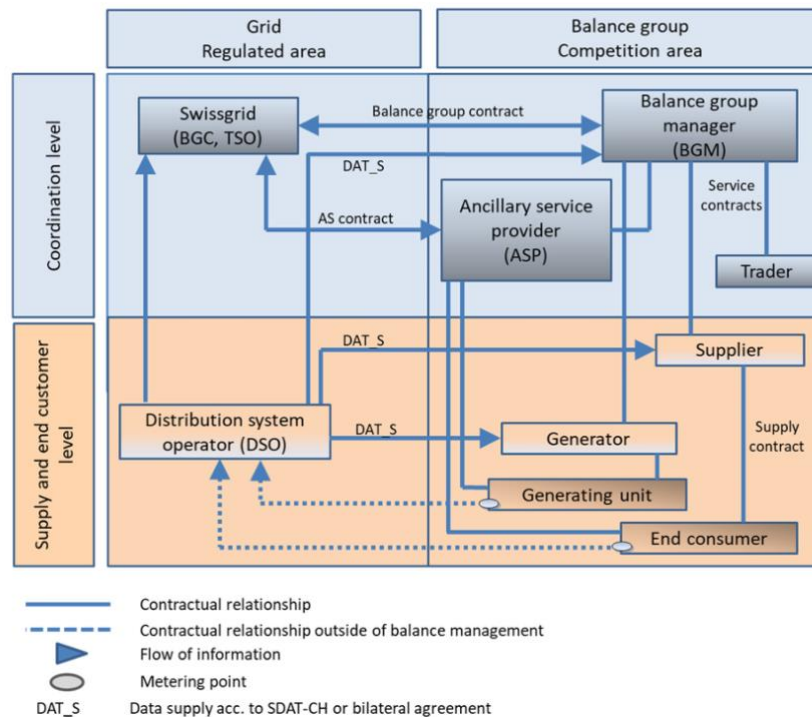 Grid
Regulated area
Balance group
Competition area
Coordination level
Swissgrid
(BGC, TSO)
Balance group contract
Balance group
manager
(BGM)
DAT_S
Service
contracts
AS contract
Ancillary service
provider
(ASP)
Trader
Supply and end customer
level
DAT_S
Supplier
Distribution system
operator (DSO)
DAT_S
Generator
Supply
contract
Generating unit
End consumer
Contractual relationship
Contractual relationship outside of balance management
Flow of information
Metering point
DAT_S Data supply acc. to SDAT-CH or bilateral agreement